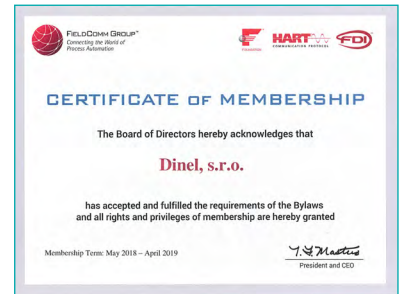 FIELDCOMM GROUP™
Connecting the World of
Process Automation
HART
COMMUNICATION PROTOCOL
FDI
CERTIFICATE OF MEMBERSHIP
The Board of Directors hereby acknowledges that
Dinel, s.r.o.
has accepted and fulfilled the requirements of the Bylaws
and all rights and privileges of membership are hereby granted
Membership Term: May 2018 – April 2019
President and CEO